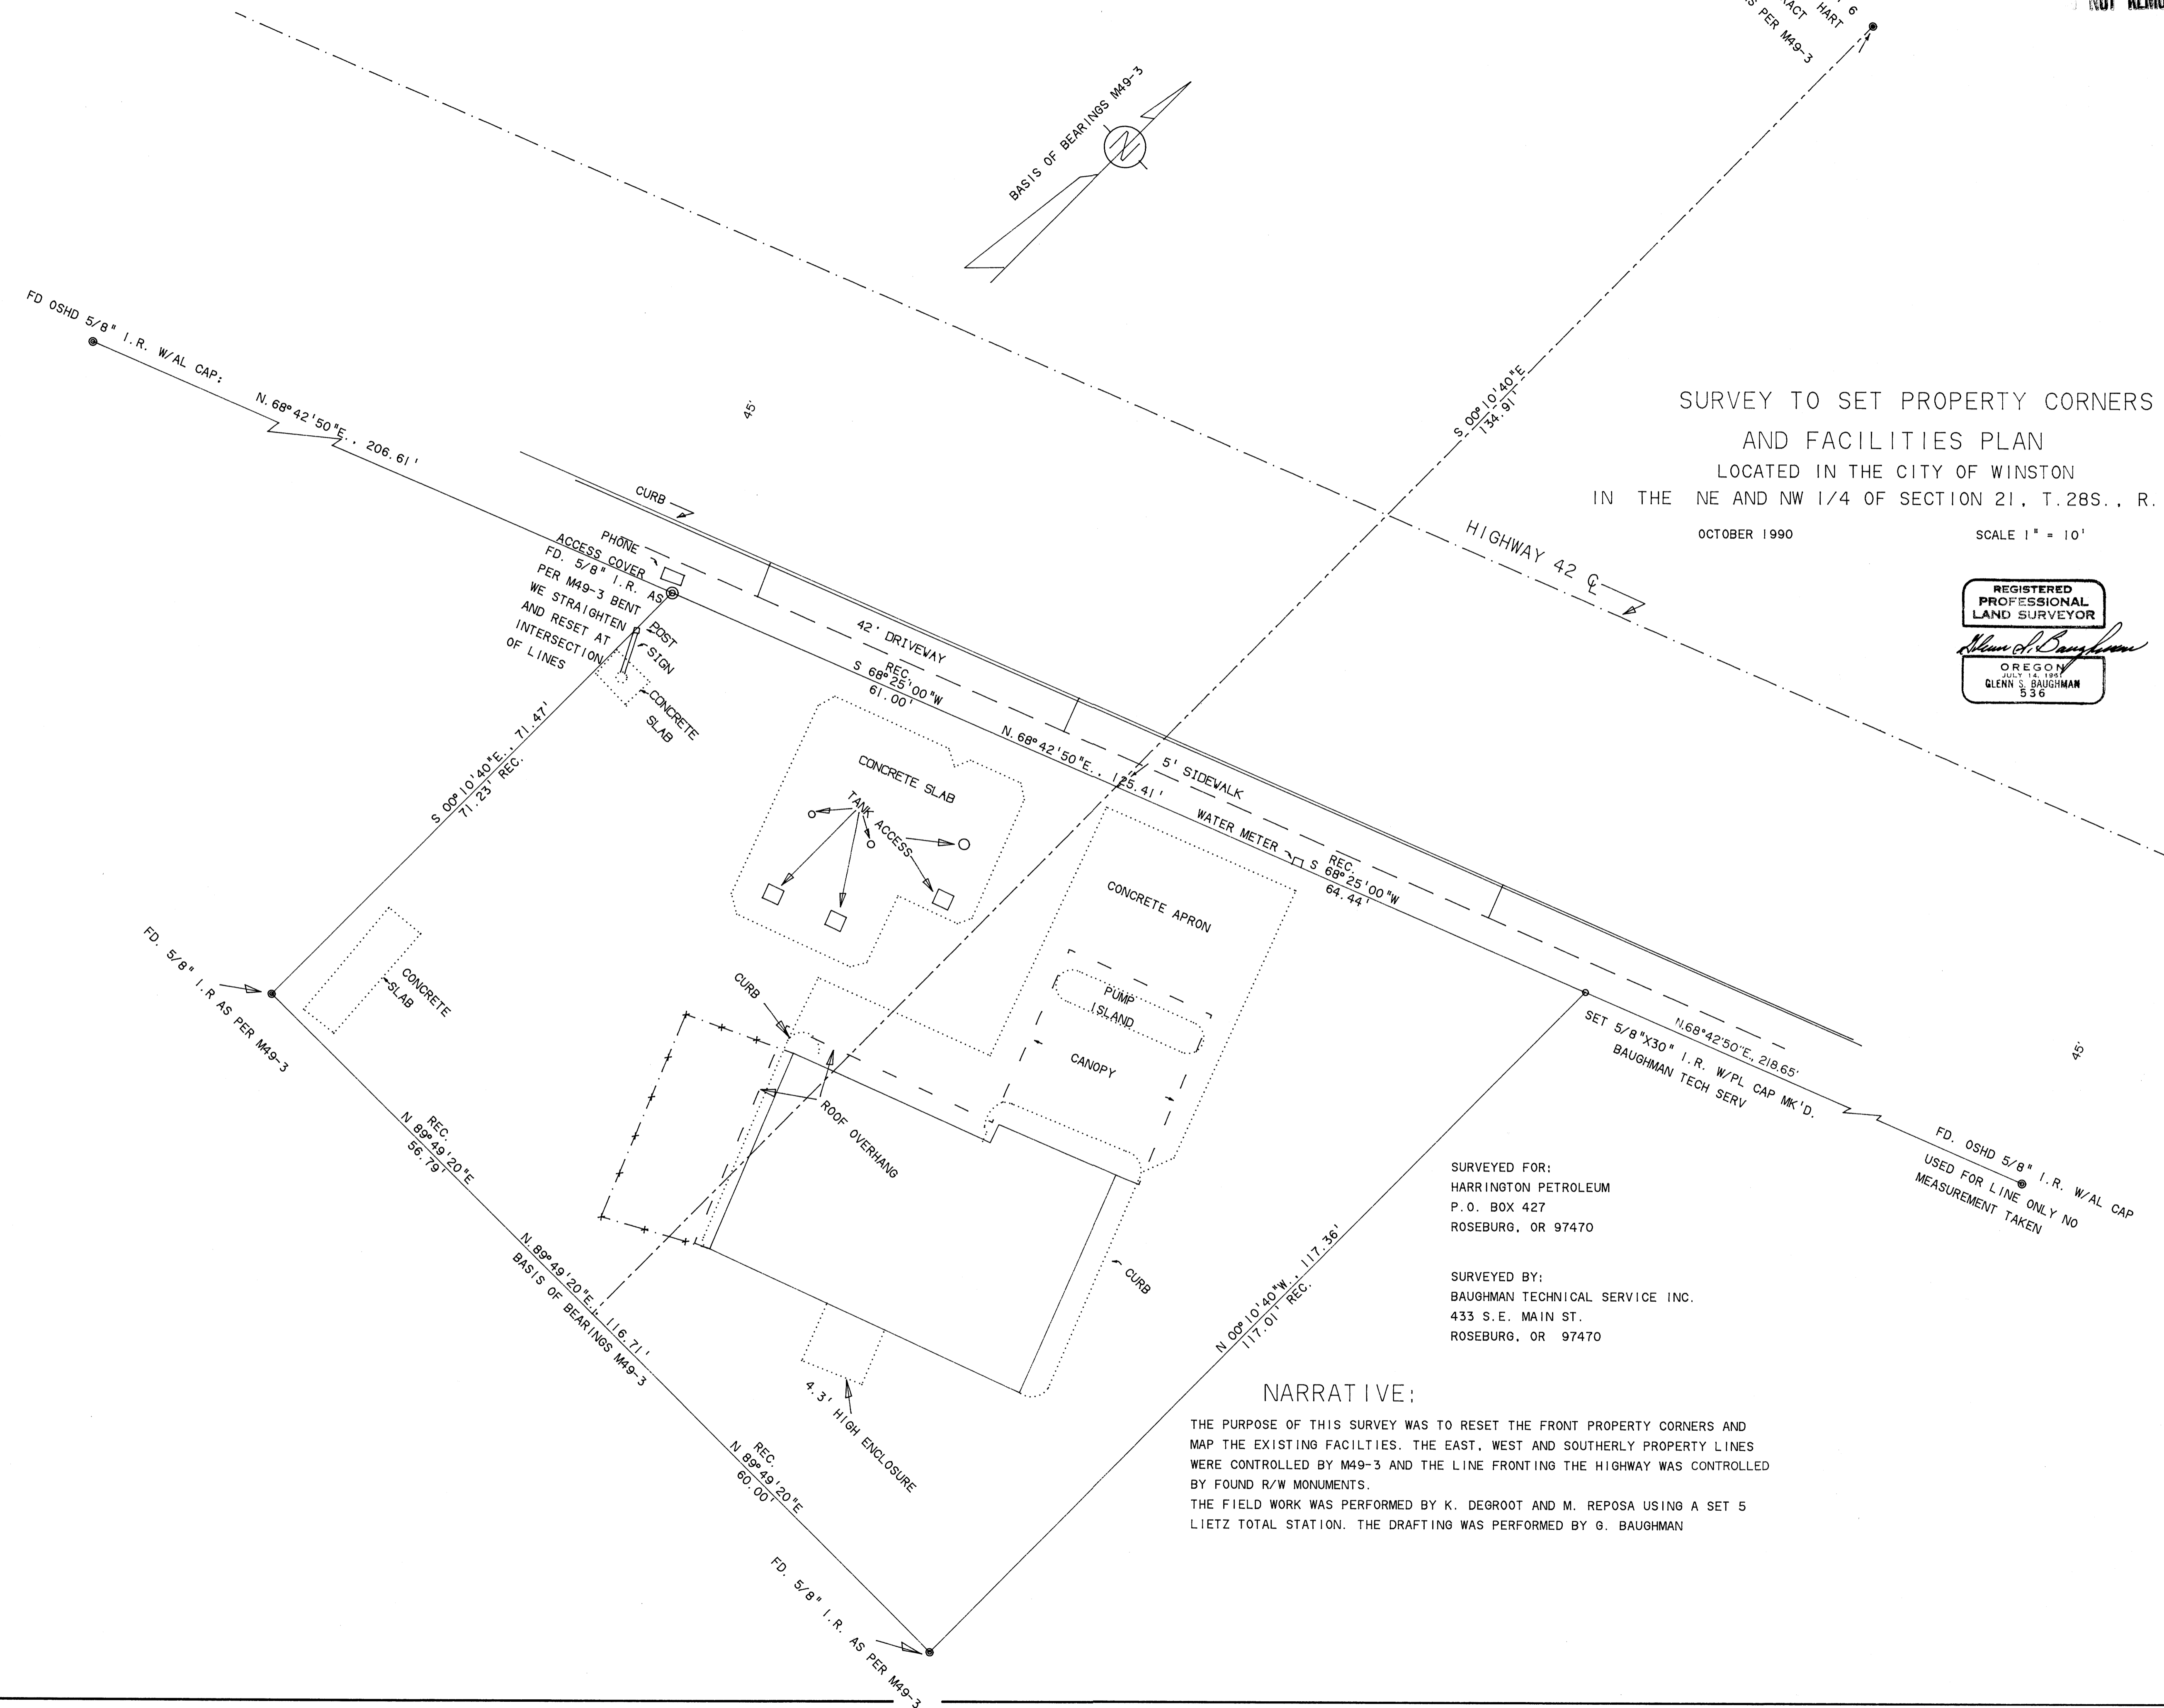 6
HART
ACT
S PER M49-3
NOT REMO
BASIS OF BEARINGS M49-3
N
FD OSHD 5/8" I.R. W/AL CAP;
N.68°42'50"E., 206.61'
45'
S 00°10'40"E
134.91'
SURVEY TO SET PROPERTY CORNERS
AND FACILITIES PLAN
LOCATED IN THE CITY OF WINSTON
IN THE NE AND NW 1/4 OF SECTION 21, T.28S., R.
OCTOBER 1990
SCALE 1" = 10'
HIGHWAY 42 CL
REGISTERED
PROFESSIONAL
LAND SURVEYOR
Glenn S. Baughman
OREGON
JULY 14, 1961
GLENN S. BAUGHMAN
536
CURB
PHONE
ACCESS COVER
FD. 5/8" I.R. AS
PER M49-3 BENT
WE STRAIGHTEN
AND RESET AT
INTERSECTION
OF LINES
POST
SIGN
CONCRETE
SLAB
42' DRIVEWAY
REC.
S 68°25'00"W
61.00'
N.68°42'50"E., 125.41'
5' SIDEWALK
WATER METER
REC.
S 68°25'00"W
64.44'
CONCRETE SLAB
TANK ACCESS
S 00°10'40"E., 71.47'
71.23' REC.
CONCRETE APRON
PUMP
ISLAND
CANOPY
CURB
CONCRETE
SLAB
FD. 5/8" I.R AS PER M49-3
ROOF OVERHANG
SET 5/8"X30" I.R. W/PL CAP MK'D.
BAUGHMAN TECH SERV
N.68°42'50"E., 218.65'
45'
FD. OSHD 5/8" I.R. W/AL CAP
USED FOR LINE ONLY NO
MEASUREMENT TAKEN
REC.
N 89°49'20"E
56.79'
N.89°49'20"E., 116.71'
BASIS OF BEARINGS M49-3
CURB
N 00°10'40"W., 117.36'
117.01' REC.
SURVEYED FOR;
HARRINGTON PETROLEUM
P.O. BOX 427
ROSEBURG, OR 97470
SURVEYED BY;
BAUGHMAN TECHNICAL SERVICE INC.
433 S.E. MAIN ST.
ROSEBURG, OR 97470
4.3' HIGH ENCLOSURE
REC.
N 89°49'20"E
60.00'
FD. 5/8" I.R. AS PER M49-3
NARRATIVE;
THE PURPOSE OF THIS SURVEY WAS TO RESET THE FRONT PROPERTY CORNERS AND
MAP THE EXISTING FACILTIES. THE EAST, WEST AND SOUTHERLY PROPERTY LINES
WERE CONTROLLED BY M49-3 AND THE LINE FRONTING THE HIGHWAY WAS CONTROLLED
BY FOUND R/W MONUMENTS.
THE FIELD WORK WAS PERFORMED BY K. DEGROOT AND M. REPOSA USING A SET 5
LIETZ TOTAL STATION. THE DRAFTING WAS PERFORMED BY G. BAUGHMAN